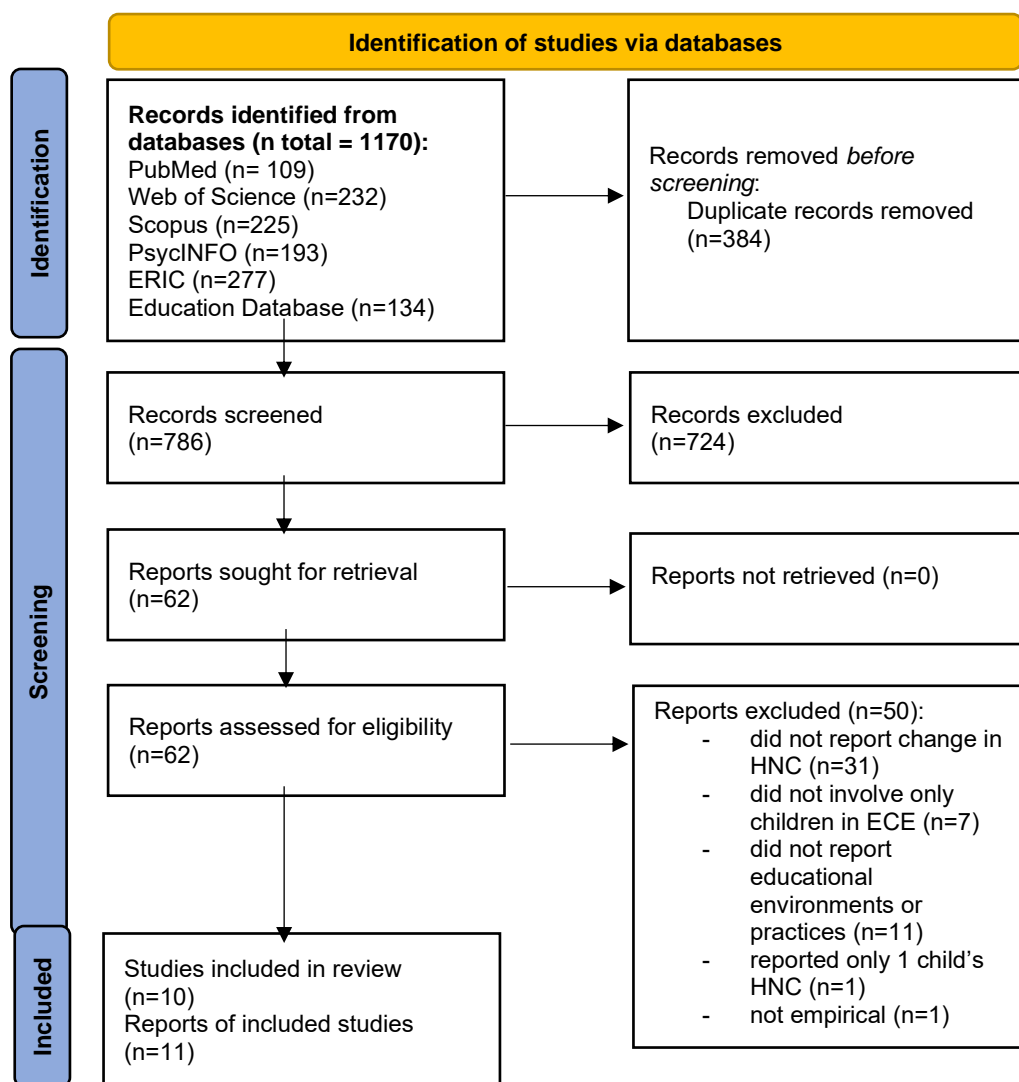 Identification of studies via databases
Identification
Records identified from
databases (n total = 1170):
PubMed (n= 109)
Web of Science (n=232)
Scopus (n=225)
PsycINFO (n=193)
ERIC (n=277)
Education Database (n=134)
Records removed before
screening:
Duplicate records removed
(n=384)
Screening
Records screened
(n=786)
Records excluded
(n=724)
Reports sought for retrieval
(n=62)
Reports not retrieved (n=0)
Reports assessed for eligibility
(n=62)
Reports excluded (n=50):
- did not report change in
HNC (n=31)
- did not involve only
children in ECE (n=7)
- did not report
educational
environments or
practices (n=11)
- reported only 1 child’s
HNC (n=1)
- not empirical (n=1)
Included
Studies included in review
(n=10)
Reports of included studies
(n=11)